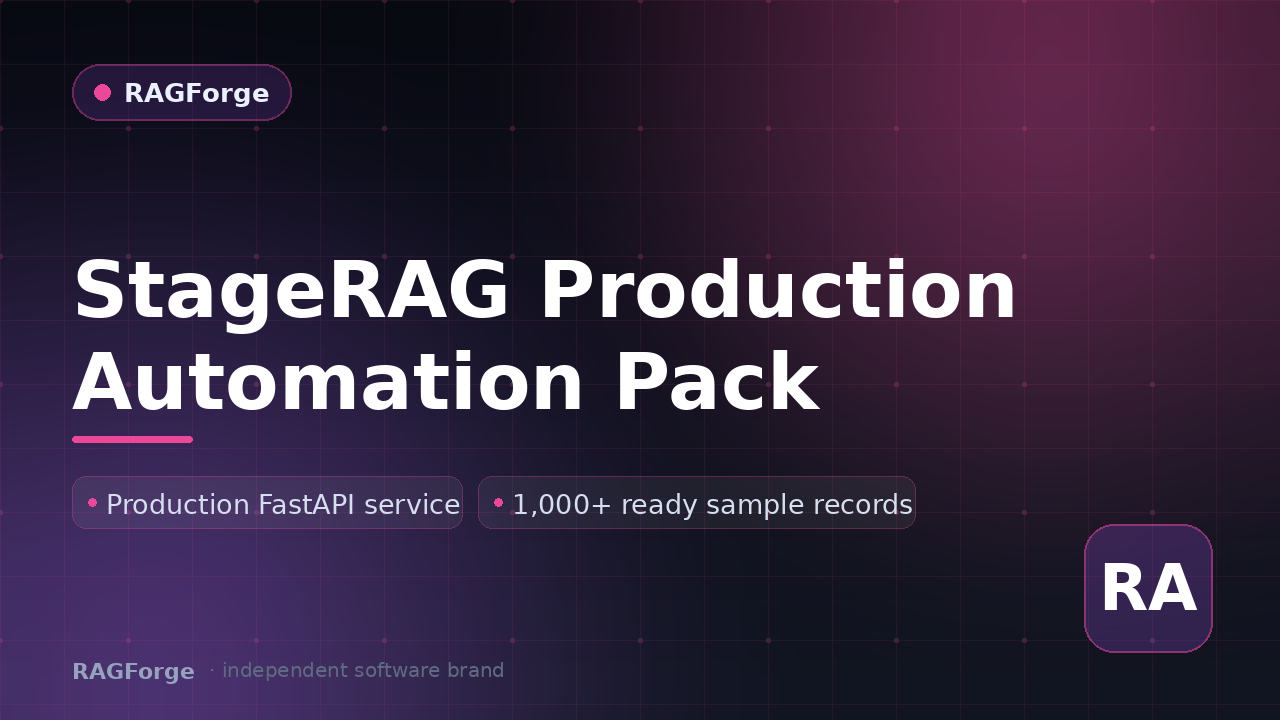 RAGForge
StageRAG Production
Automation Pack
Production FastAPI service
1,000+ ready sample records
RA
RAGForge · independent software brand